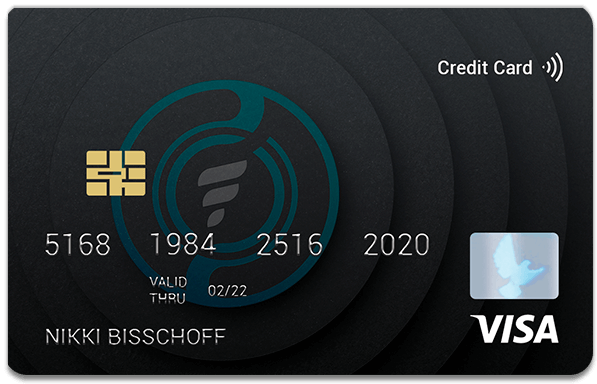 Credit Card
5168 1984 2516 2020
VALID
THRU 02/22
NIKKI BISSCHOFF
VISA